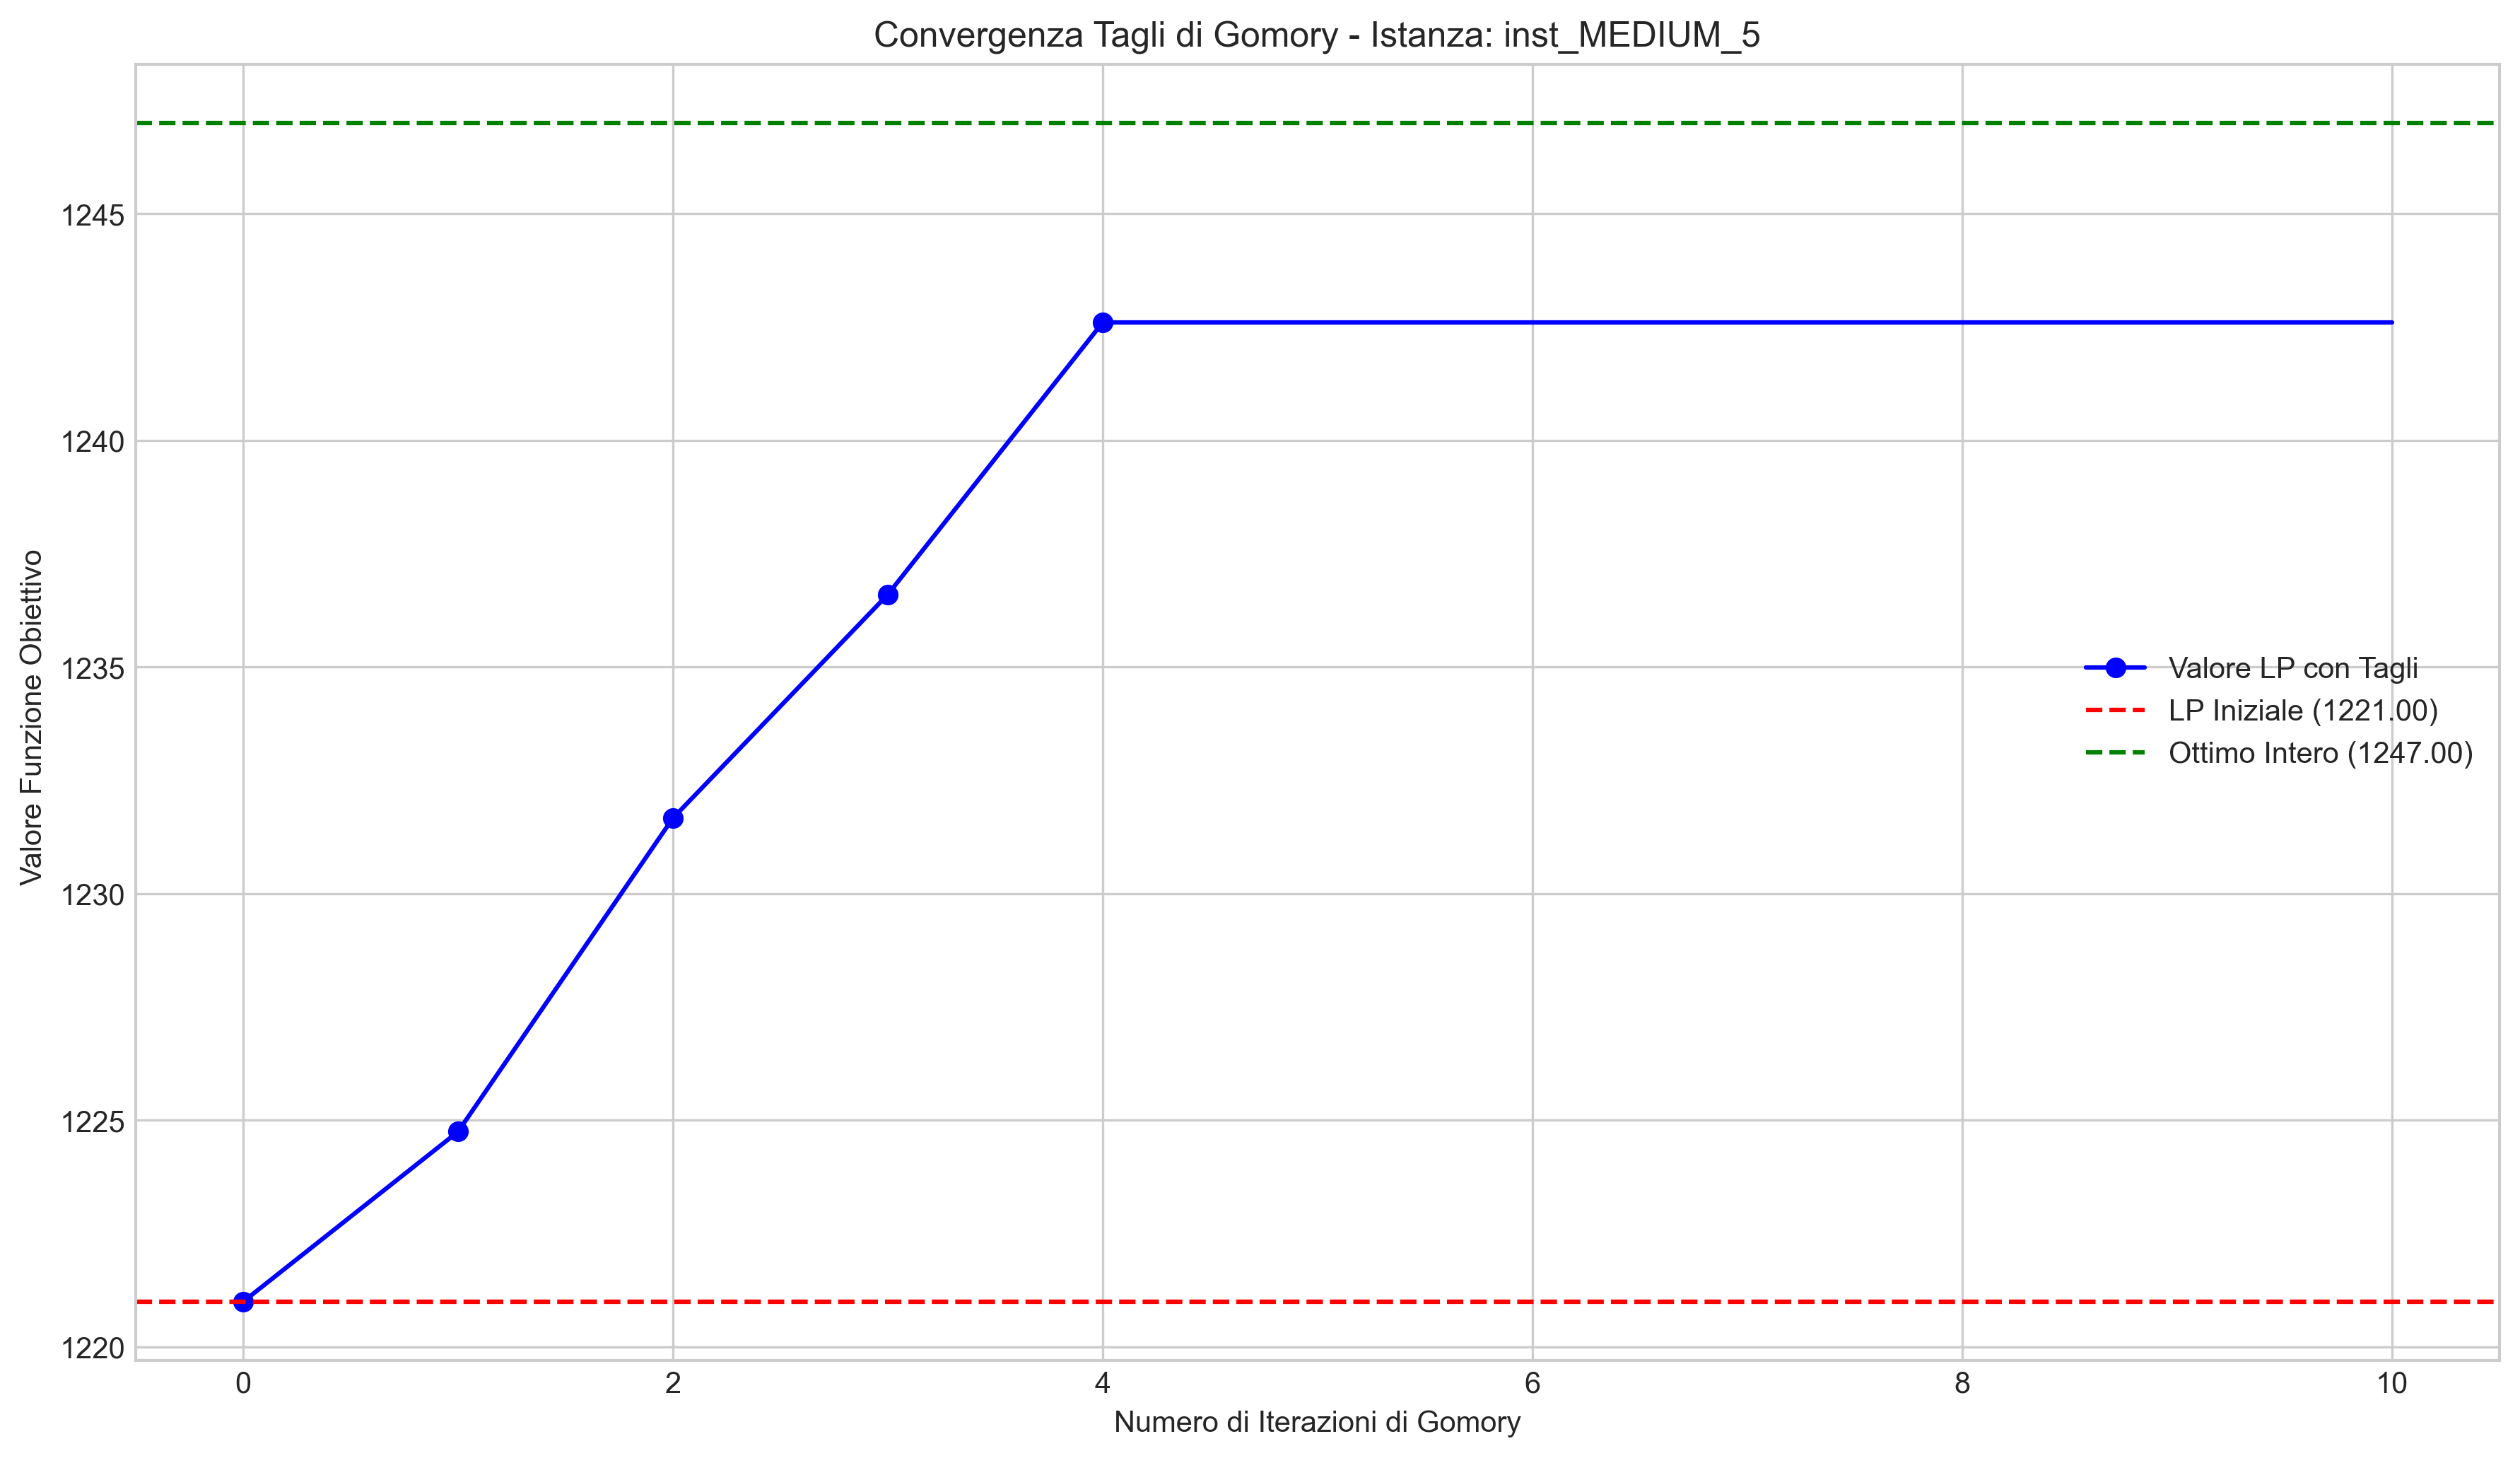 Convergenza Tagli di Gomory - Istanza: inst_MEDIUM_5
Valore Funzione Obiettivo
1245
1240
1235
1230
1225
1220
Valore LP con Tagli
LP Iniziale (1221.00)
Ottimo Intero (1247.00)
0 2 4 6 8 10
Numero di Iterazioni di Gomory